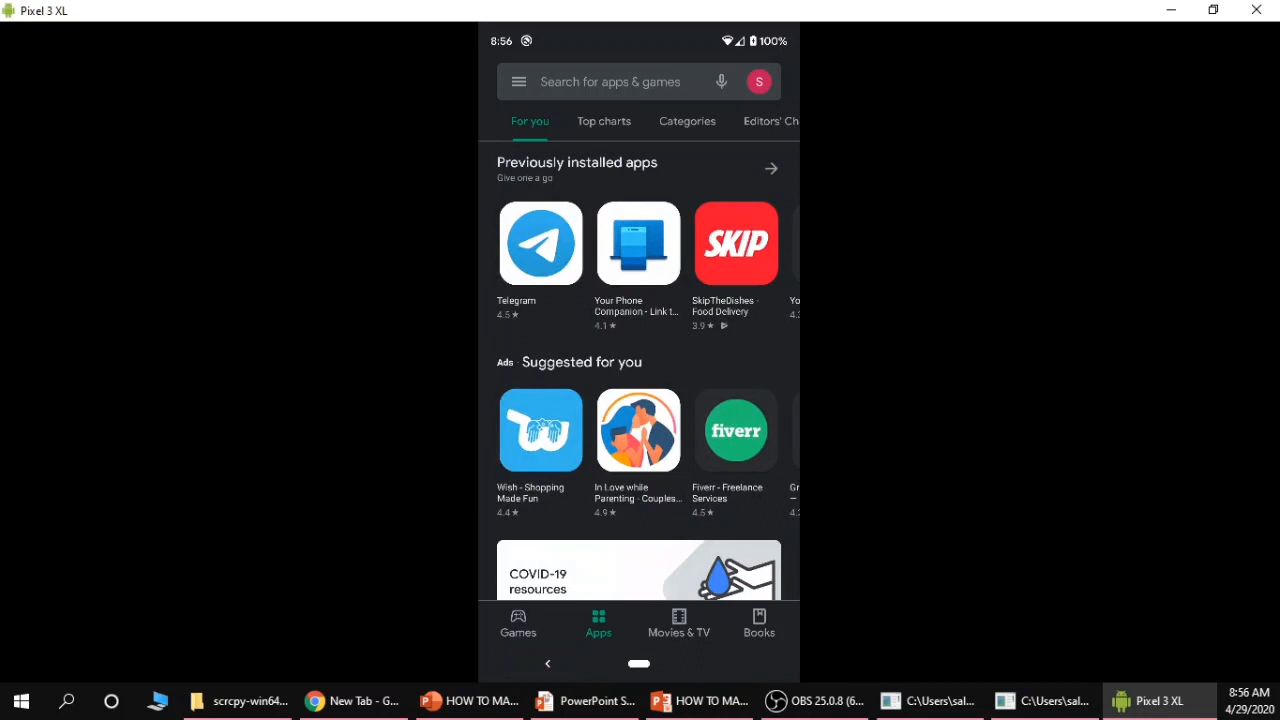 Pixel 3 XL
8:56
100%
Search for apps & games
S
For you
Top charts
Categories
Editors' Ch
Previously installed apps
Give one a go
SKIP
Telegram
4.5★
Your Phone
Companion - Link t...
4.1★
SkipTheDishes -
Food Delivery
3.9★
Yo
4.
Ads · Suggested for you
fiverr
Wish - Shopping
Made Fun
4.4★
In Love while
Parenting - Couples...
4.9★
Fiverr - Freelance
Services
4.5★
Gr
–
4.
COVID-19
resources
Games
Apps
Movies & TV
Books
scrcpy-win64...
New Tab - G...
HOW TO MA...
PowerPoint S...
HOW TO MA...
OBS 25.0.8 (6...
C:\Users\sal...
C:\Users\sal...
Pixel 3 XL
8:56 AM
4/29/2020